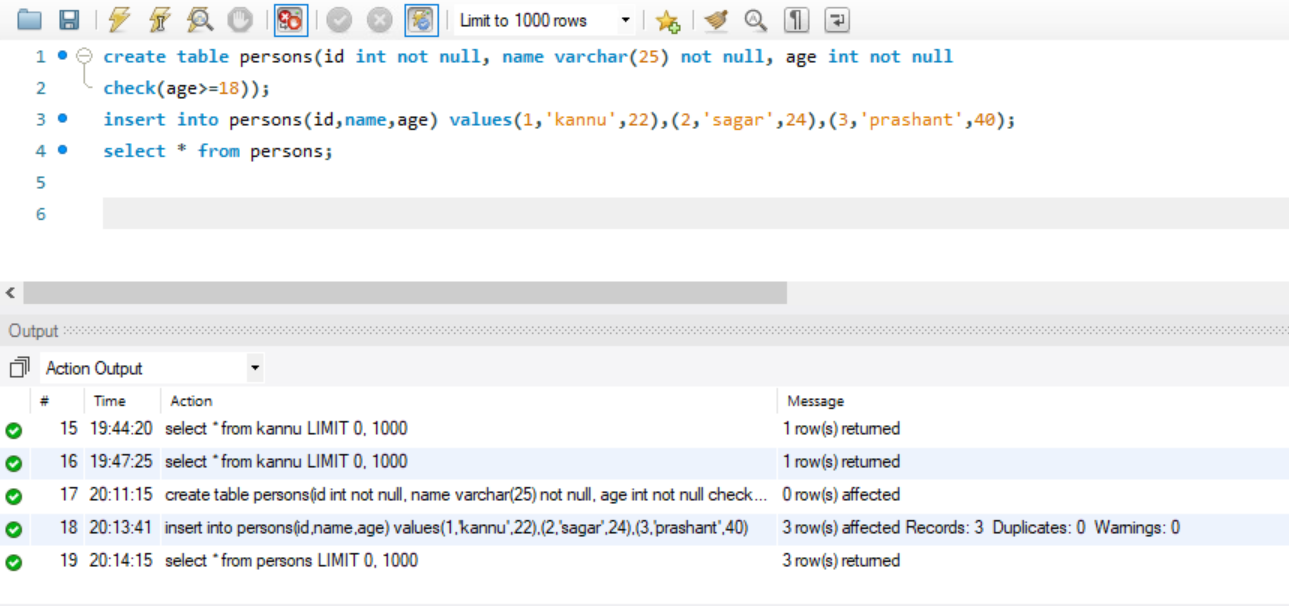 Limit to 1000 rows
1 create table persons(id int not null, name varchar(25) not null, age int not null
2 check(age>=18));
3 insert into persons(id,name,age) values(1,'kannu',22),(2,'sagar',24),(3,'prashant',40);
4 select * from persons;
5
6
Output
Action Output
# Time Action Message
15 19:44:20 select * from kannu LIMIT 0, 1000 1 row(s) returned
16 19:47:25 select * from kannu LIMIT 0, 1000 1 row(s) returned
17 20:11:15 create table persons(id int not null, name varchar(25) not null, age int not null check... 0 row(s) affected
18 20:13:41 insert into persons(id,name,age) values(1,'kannu',22),(2,'sagar',24),(3,'prashant',40) 3 row(s) affected Records: 3 Duplicates: 0 Warnings: 0
19 20:14:15 select * from persons LIMIT 0, 1000 3 row(s) returned